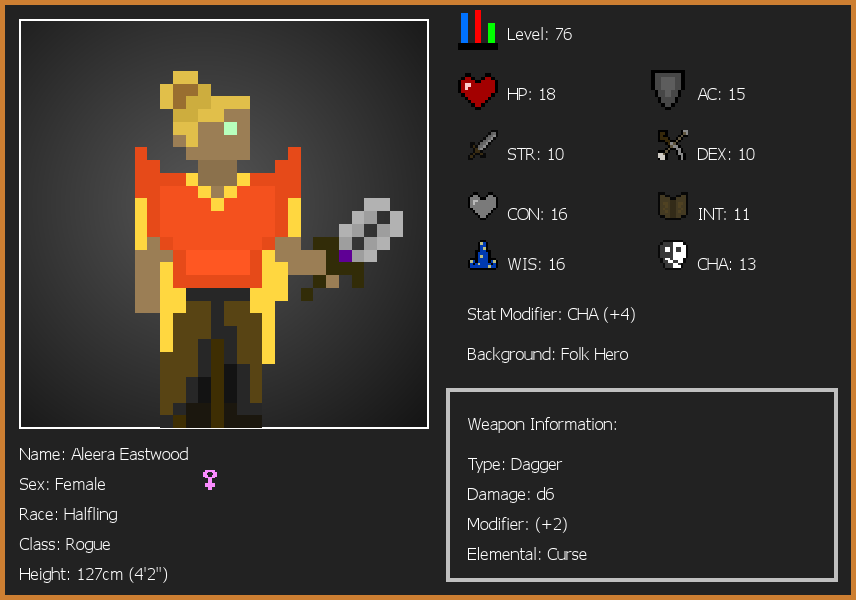 Level: 76
HP: 18
AC: 15
STR: 10
DEX: 10
CON: 16
INT: 11
WIS: 16
CHA: 13
Stat Modifier: CHA (+4)
Background: Folk Hero
Weapon Information:
Type: Dagger
Damage: d6
Modifier: (+2)
Elemental: Curse
Name: Aleera Eastwood
Sex: Female
Race: Halfling
Class: Rogue
Height: 127cm (4'2")